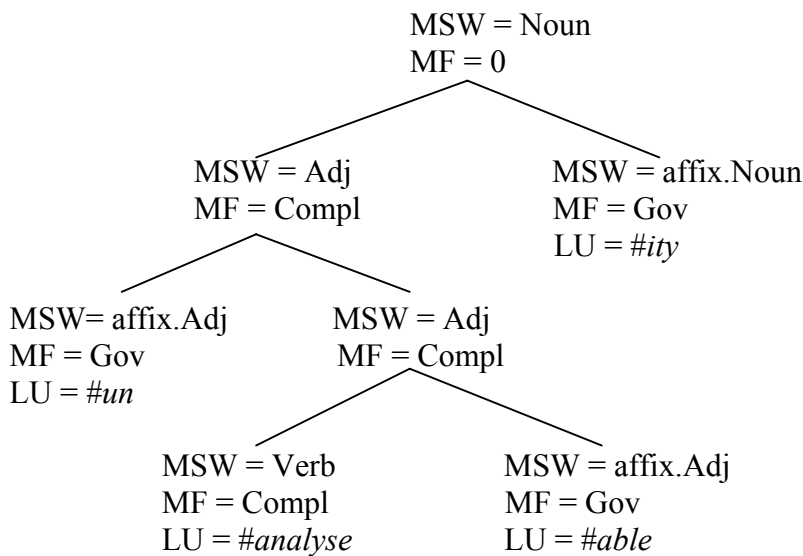 MSW = Noun
MF = 0
MSW = Adj
MF = Compl
MSW = affix.Noun
MF = Gov
LU = #ity
MSW= affix.Adj
MF = Gov
LU = #un
MSW = Adj
MF = Compl
MSW = Verb
MF = Compl
LU = #analyse
MSW = affix.Adj
MF = Gov
LU = #able